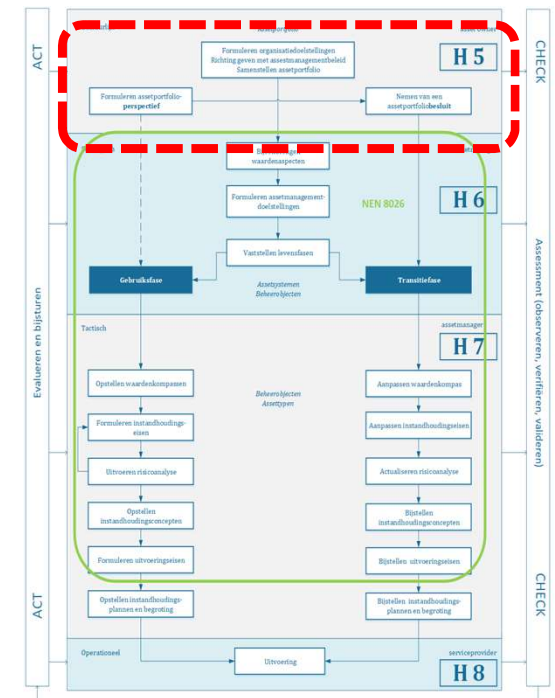 ACT
CHECK
Formuleren organisatiedoelstellingen
Richting geven met assetmanagementbeleid
Samenstellen assetportfolio
H 5
Formuleren assetportfolio-
perspectief
Nemen van een
assetportfoliobesluit
waardenaspecten
Formuleren assetmanagement-
doelstellingen
NEN 8026
H 6
Vaststellen levensfasen
Gebruiksfase
Assetsystemen
Beheerobjecten
Transitiefase
Evalueren en bijsturen
Assessment (observeren, verifiëren, valideren)
Tactisch
assetmanager
H 7
Opstellen waardenkompassen
Beheerobjecten
Assettypen
Aanpassen waardenkompas
Formuleren instandhoudings-
eisen
Aanpassen instandhoudingseisen
Uitvoeren risicoanalyse
Actualiseren risicoanalyse
Opstellen
instandhoudingsconcepten
Bijstellen
instandhoudingsconcepten
Formuleren uitvoeringseisen
Bijstellen uitvoeringseisen
ACT
CHECK
Opstellen instandhoudings-
plannen en begroting
Bijstellen instandhoudings-
plannen en begroting
Operationeel
serviceprovider
Uitvoering
H 8